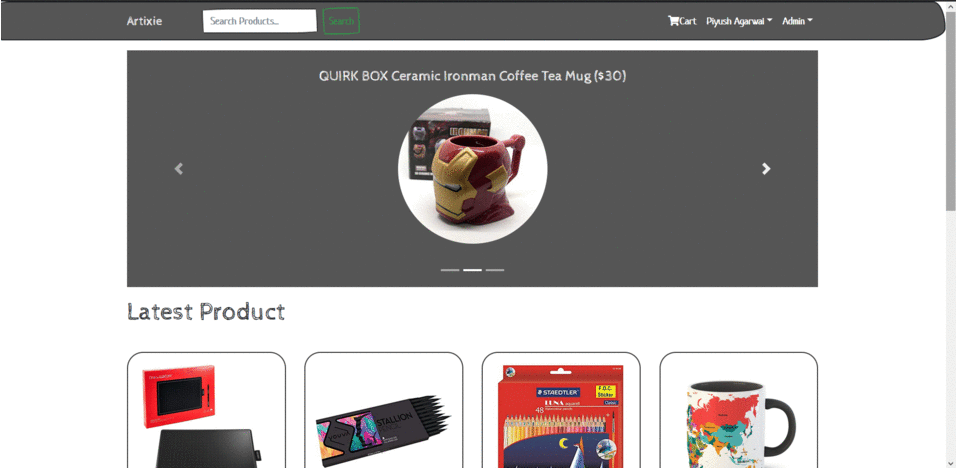 Artixie
Search Products...
Search
Cart
Piyush Agarwal
Admin
QUIRK BOX Ceramic Ironman Coffee Tea Mug ($30)
Latest Product
STALLION
STAEDTLER
LUNA
48
F.O.C.
Sticker